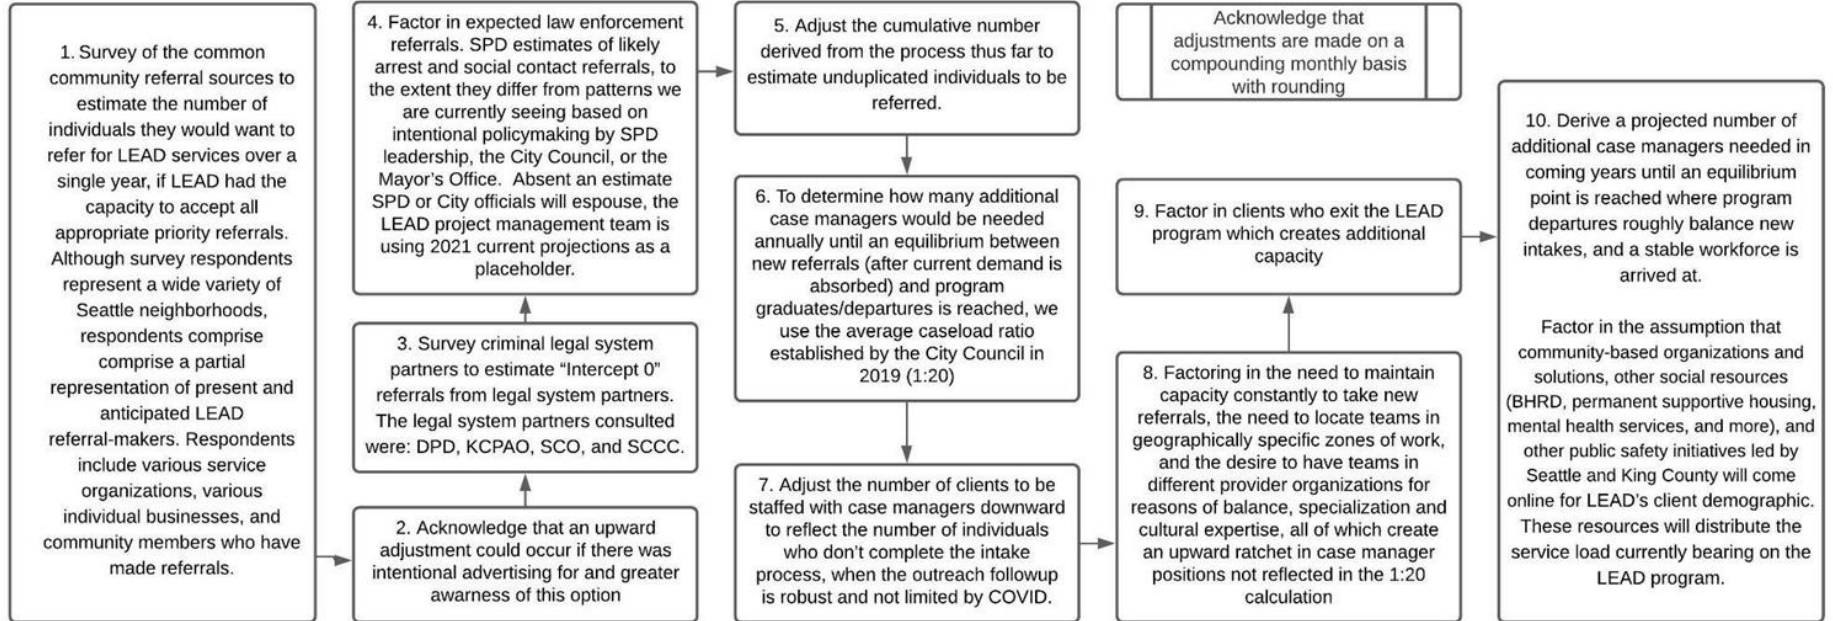 1. Survey of the common
community referral sources to
estimate the number of
individuals they would want to
refer for LEAD services over a
single year, if LEAD had the
capacity to accept all
appropriate priority referrals.
Although survey respondents
represent a wide variety of
Seattle neighborhoods,
respondents comprise
comprise a partial
representation of present and
anticipated LEAD
referral-makers. Respondents
include various service
organizations, various
individual businesses, and
community members who have
made referrals.
2. Acknowledge that an upward
adjustment could occur if there was
intentional advertising for and greater
awarness of this option
3. Survey criminal legal system
partners to estimate “Intercept 0”
referrals from legal system partners.
The legal system partners consulted
were: DPD, KCPAO, SCO, and SCCC.
4. Factor in expected law enforcement
referrals. SPD estimates of likely
arrest and social contact referrals, to
the extent they differ from patterns we
are currently seeing based on
intentional policymaking by SPD
leadership, the City Council, or the
Mayor’s Office.  Absent an estimate
SPD or City officials will espouse, the
LEAD project management team is
using 2021 current projections as a
placeholder.
5. Adjust the cumulative number
derived from the process thus far to
estimate unduplicated individuals to be
referred.
6. To determine how many additional
case managers would be needed
annually until an equilibrium between
new referrals (after current demand is
absorbed) and program
graduates/departures is reached, we
use the average caseload ratio
established by the City Council in
2019 (1:20)
7. Adjust the number of clients to be
staffed with case managers downward
to reflect the number of individuals
who don’t complete the intake
process, when the outreach followup
is robust and not limited by COVID.
8. Factoring in the need to maintain
capacity constantly to take new
referrals, the need to locate teams in
geographically specific zones of work,
and the desire to have teams in
different provider organizations for
reasons of balance, specialization and
cultural expertise, all of which create
an upward ratchet in case manager
positions not reflected in the 1:20
calculation
9. Factor in clients who exit the LEAD
program which creates additional
capacity
Acknowledge that
adjustments are made on a
compounding monthly basis
with rounding
10. Derive a projected number of
additional case managers needed in
coming years until an equilibrium
point is reached where program
departures roughly balance new
intakes, and a stable workforce is
arrived at.
Factor in the assumption that
community-based organizations and
solutions, other social resources
(BHRD, permanent supportive housing,
mental health services, and more), and
other public safety initiatives led by
Seattle and King County will come
online for LEAD’s client demographic.
These resources will distribute the
service load currently bearing on the
LEAD program.